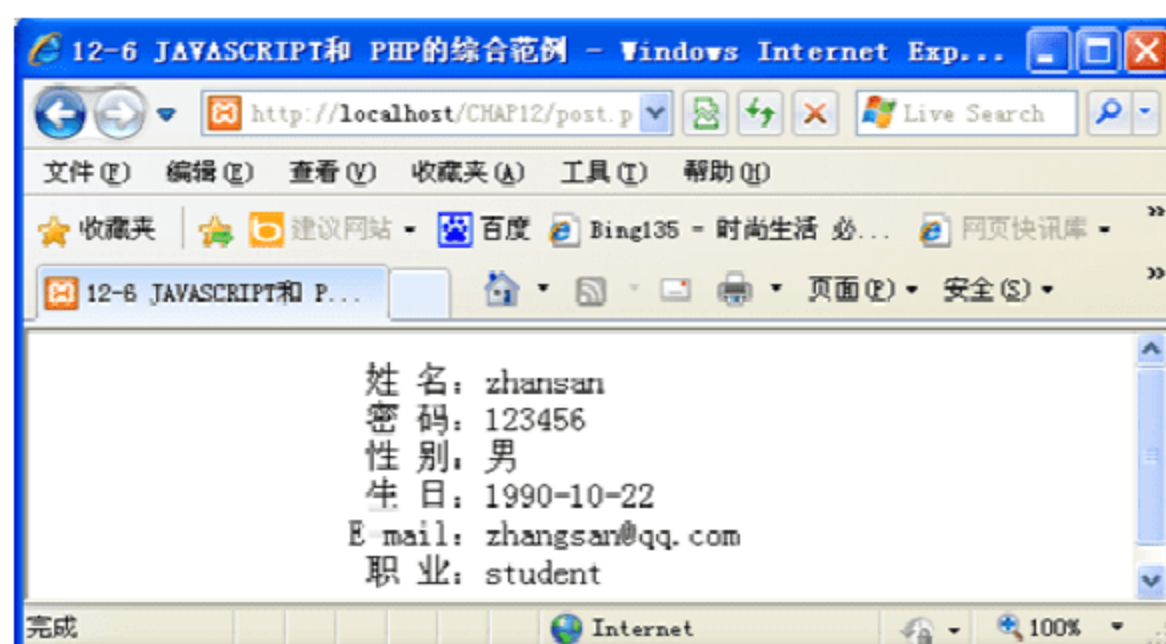 12-6 JAVASCRIPT和 PHP的综合范例 - Windows Internet Exp...
http://localhost/CHAP12/post.p Live Search
文件(F) 编辑(E) 查看(V) 收藏夹(A) 工具(T) 帮助(H)
收藏夹 建议网站 百度 Bing135 - 时尚生活 必... 网页快讯库 »
12-6 JAVASCRIPT和 P... 页面(P) 安全(S) »
姓 名: zhansan
密 码: 123456
性 别: 男
生 日: 1990-10-22
E-mail: zhangsan@qq.com
职 业: student
完成 Internet 100%